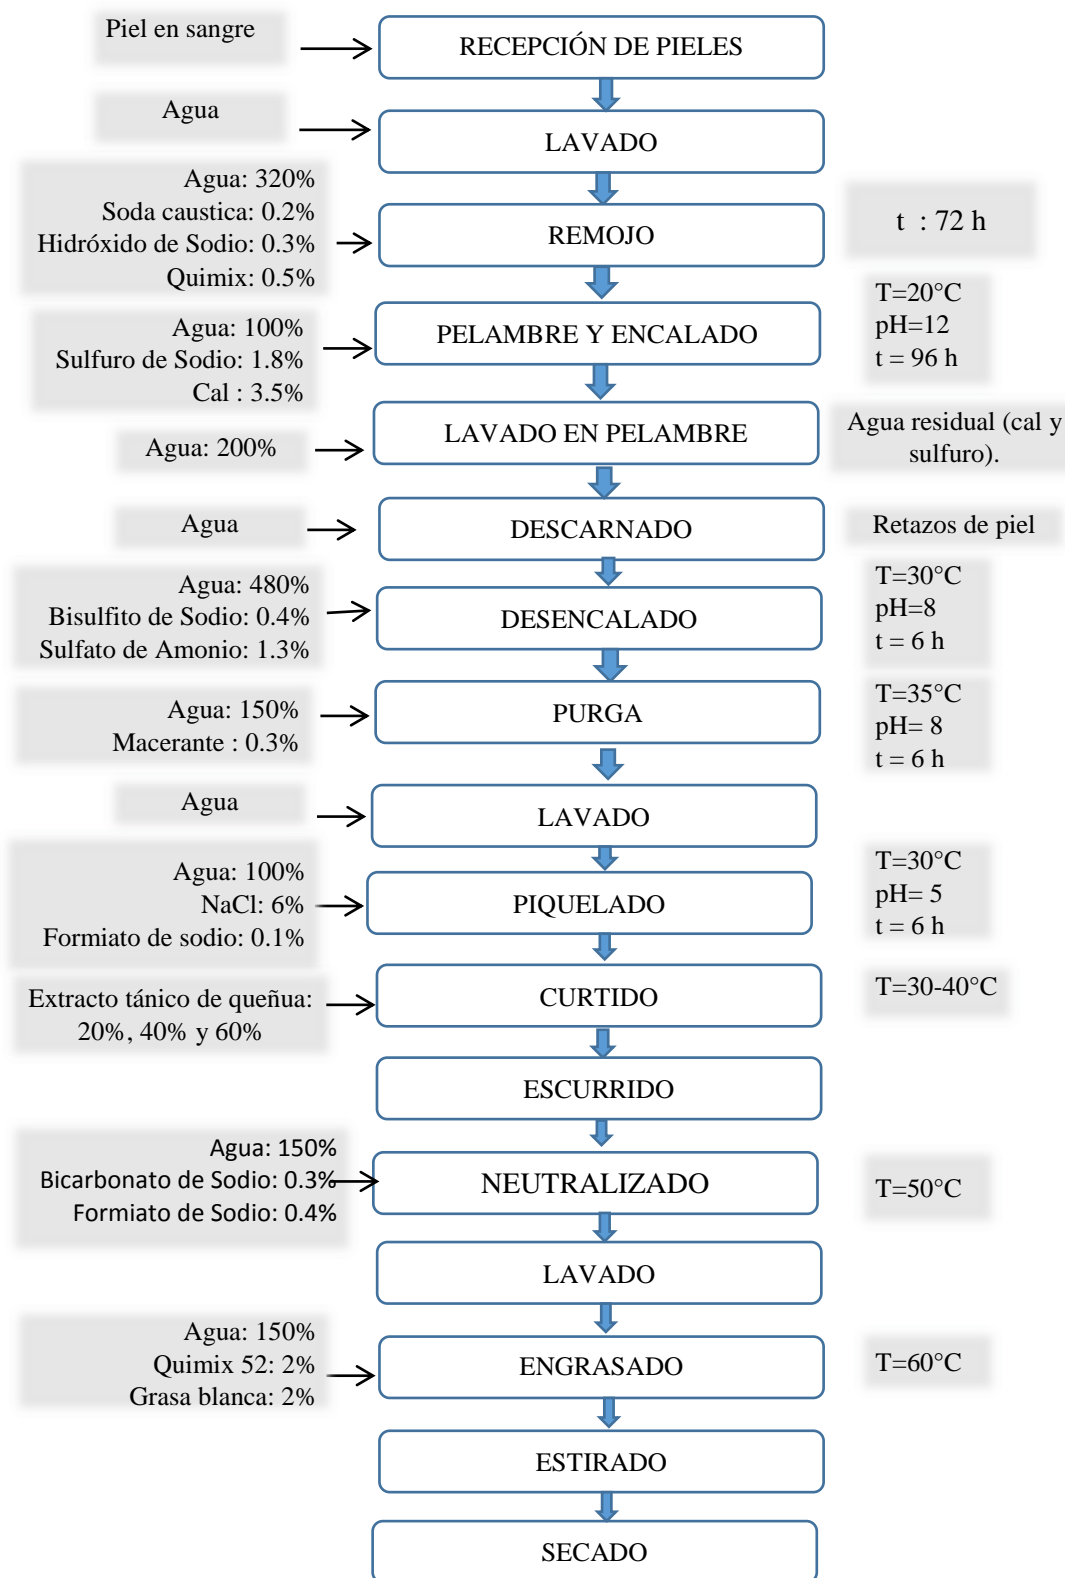 Piel en sangre
RECEPCIÓN DE PIELES
Agua
LAVADO
Agua: 320%
Soda caustica: 0.2%
Hidróxido de Sodio: 0.3%
Quimix: 0.5%
REMOJO
t : 72 h
Agua: 100%
Sulfuro de Sodio: 1.8%
Cal : 3.5%
PELAMBRE Y ENCALADO
T=20°C
pH=12
t = 96 h
Agua: 200%
LAVADO EN PELAMBRE
Agua residual (cal y
sulfuro).
Agua
DESCARNADO
Retazos de piel
Agua: 480%
Bisulfito de Sodio: 0.4%
Sulfato de Amonio: 1.3%
DESENCALADO
T=30°C
pH=8
t = 6 h
Agua: 150%
Macerante : 0.3%
PURGA
T=35°C
pH= 8
t = 6 h
Agua
LAVADO
Agua: 100%
NaCl: 6%
Formiato de sodio: 0.1%
PIQUELADO
T=30°C
pH= 5
t = 6 h
Extracto tánico de queñua:
20%, 40% y 60%
CURTIDO
T=30-40°C
ESCURRIDO
Agua: 150%
Bicarbonato de Sodio: 0.3%
Formiato de Sodio: 0.4%
NEUTRALIZADO
T=50°C
LAVADO
Agua: 150%
Quimix 52: 2%
Grasa blanca: 2%
ENGRASADO
T=60°C
ESTIRADO
SECADO